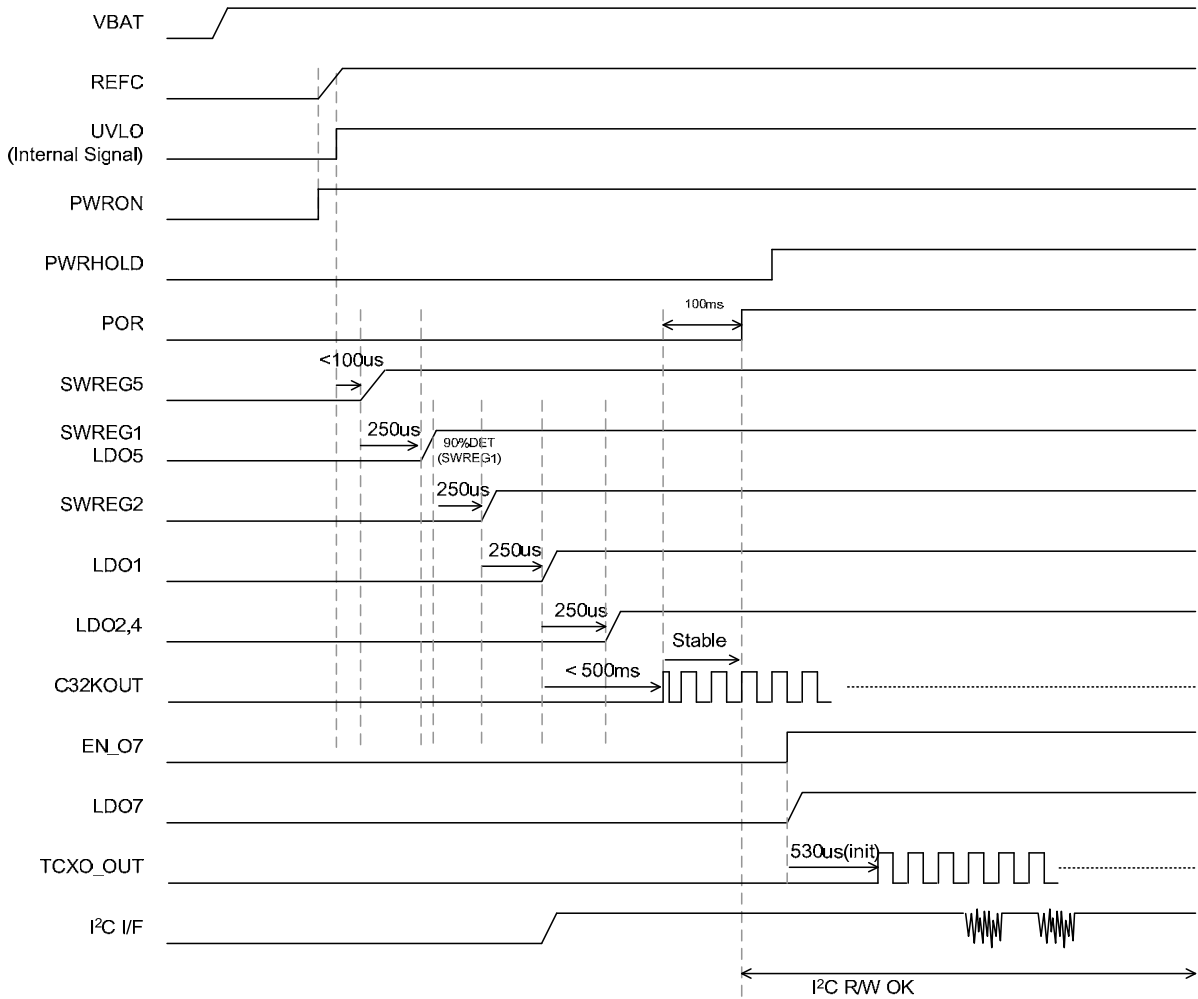 VBAT
REFC
UVLO
(Internal Signal)
PWRON
PWRHOLD
100ms
POR
<100us
SWREG5
SWREG1
250us
90%DET
LDO5
(SWREG1)
250us
SWREG2
250us
LDO1
250us
LDO2,4
Stable
< 500ms
C32KOUT
EN_O7
LDO7
530us(init)
TCXO_OUT
I²C I/F
I²C R/W OK